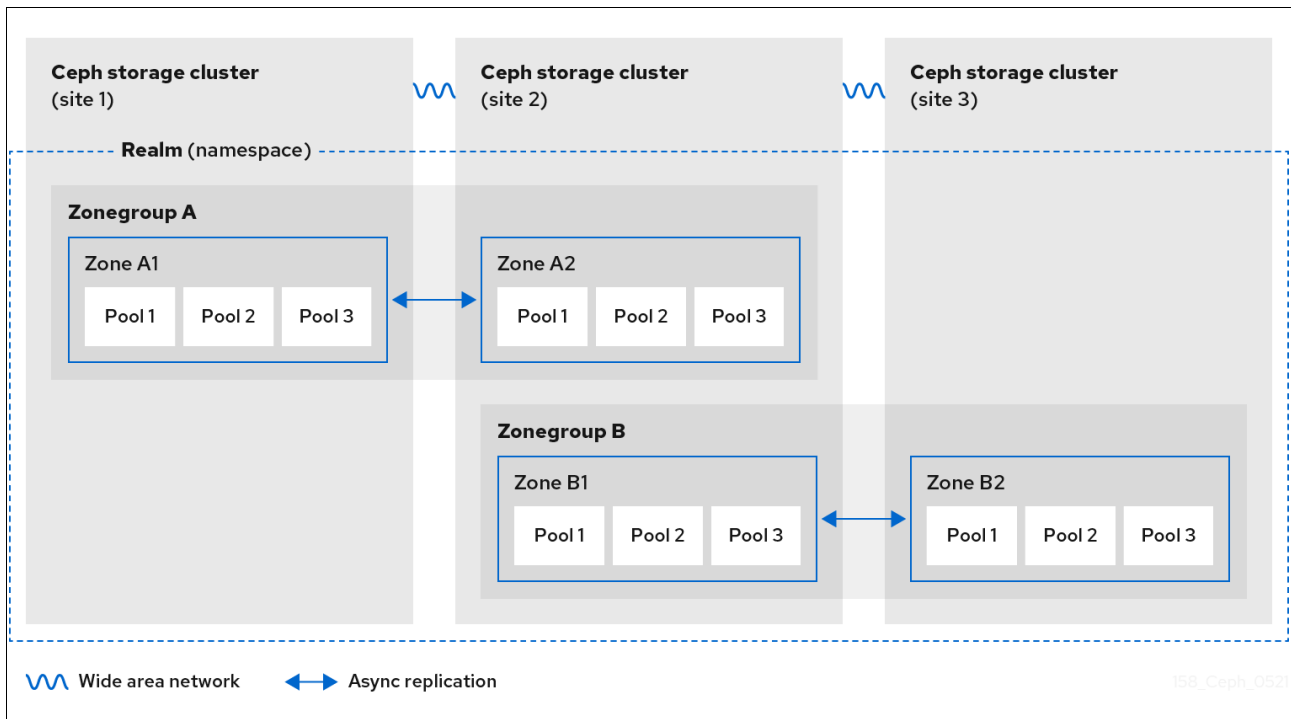 Ceph storage cluster
(site 1)
Ceph storage cluster
(site 2)
Ceph storage cluster
(site 3)
Realm (namespace)
Zonegroup A
Zone A1
Pool 1 Pool 2 Pool 3
Zone A2
Pool 1 Pool 2 Pool 3
Zonegroup B
Zone B1
Pool 1 Pool 2 Pool 3
Zone B2
Pool 1 Pool 2 Pool 3
Wide area network
Async replication
158_Ceph_0521